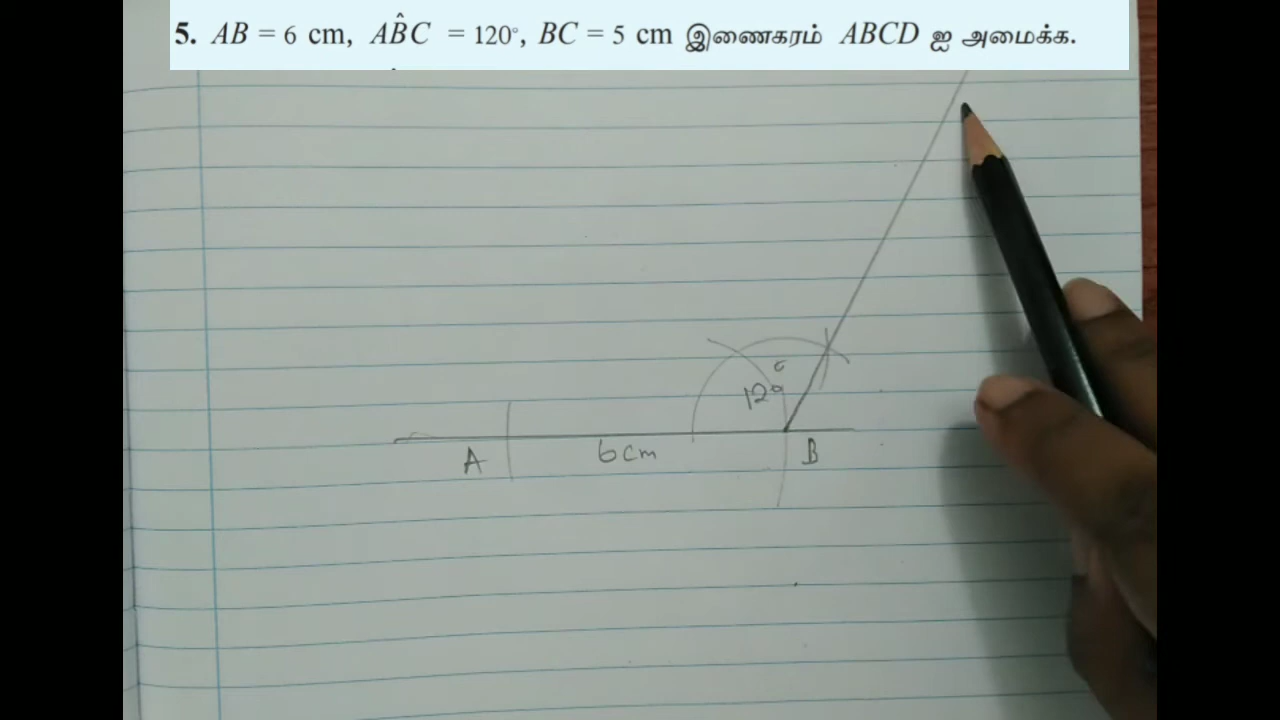 5. AB = 6 cm, AB̂C = 120°, BC = 5 cm இணைகரம் ABCD ஐ அமைக்க.
120°
A 6cm B